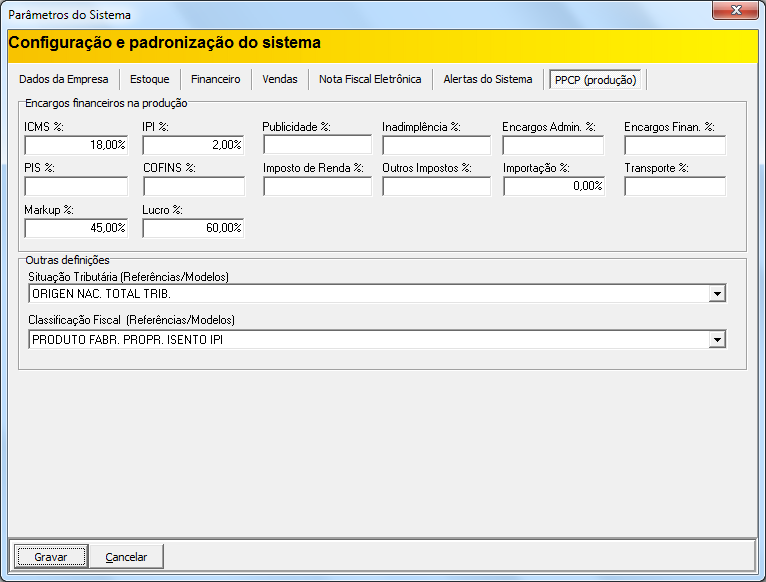 Parâmetros do Sistema
Configuração e padronização do sistema
Dados da Empresa Estoque Financeiro Vendas Nota Fiscal Eletrônica Alertas do Sistema PPCP (produção)
Encargos financeiros na produção
ICMS %: IPI %: Publicidade %: Inadimplência %: Encargos Admin. %: Encargos Finan. %:
18,00% 2,00%
PIS %: COFINS %: Imposto de Renda %: Outros Impostos %: Importação %: Transporte %:
0,00%
Markup %: Lucro %:
45,00% 60,00%
Outras definições
Situação Tributária (Referências/Modelos)
ORIGEN NAC. TOTAL TRIB.
Classificação Fiscal (Referências/Modelos)
PRODUTO FABR. PROPR. ISENTO IPI
Gravar Cancelar